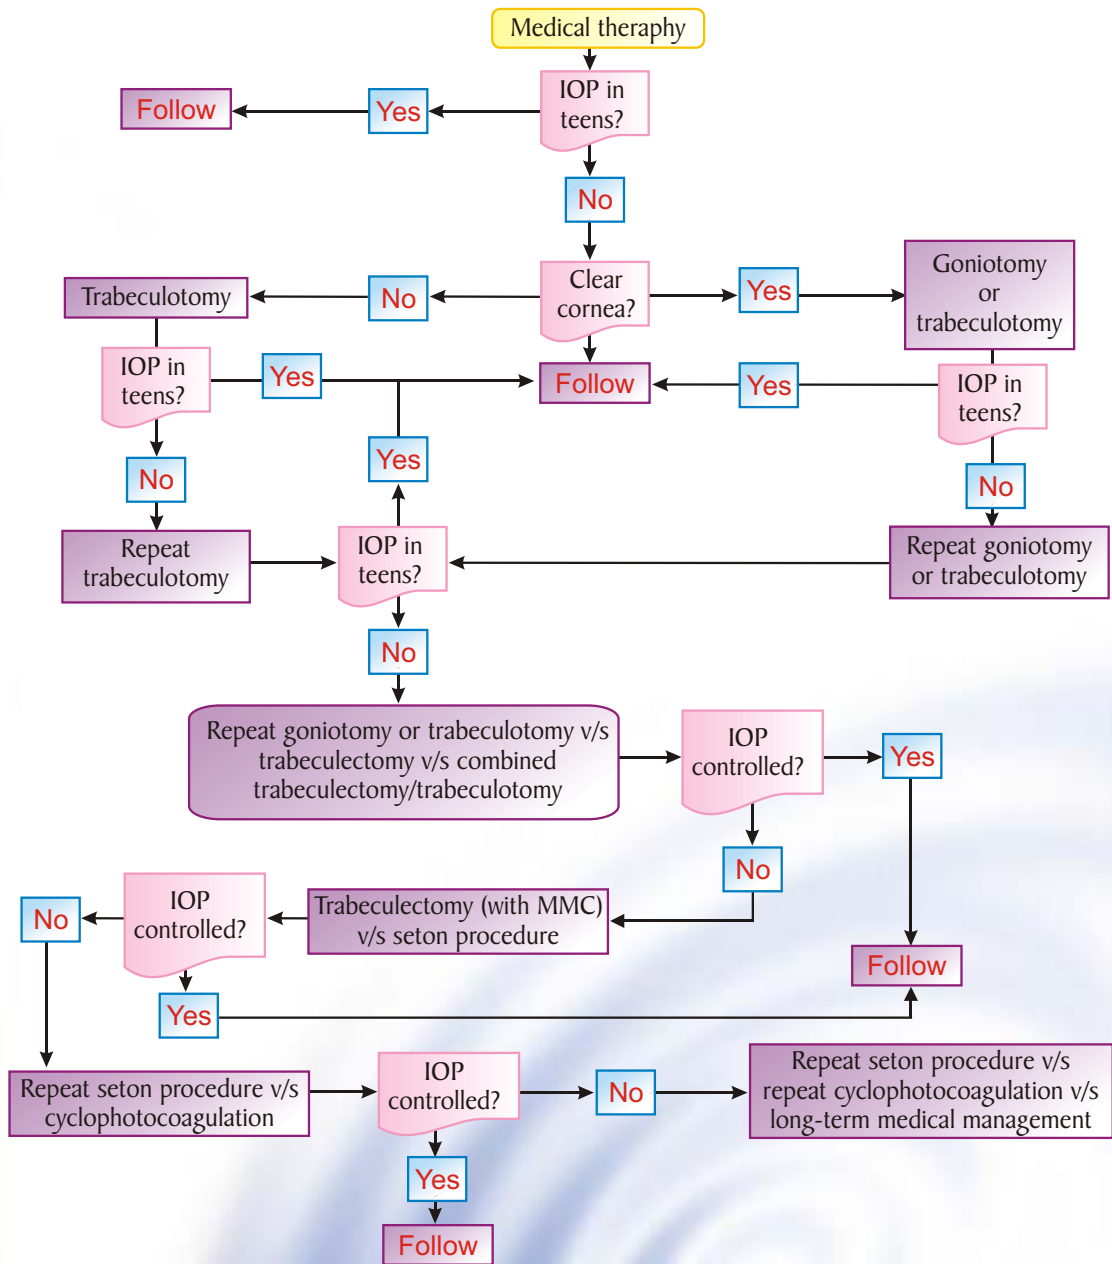 Medical theraphy
IOP in
teens?
Yes
Follow
No
Clear
cornea?
No
Trabeculotomy
Yes
Goniotomy
or
trabeculotomy
IOP in
teens?
Yes
Follow
Yes
IOP in
teens?
No
Yes
No
Repeat
trabeculotomy
IOP in
teens?
Repeat goniotomy
or trabeculotomy
No
Repeat goniotomy or trabeculotomy v/s
trabeculectomy v/s combined
trabeculectomy/trabeculotomy
IOP
controlled?
Yes
No
Trabeculectomy (with MMC)
v/s seton procedure
IOP
controlled?
No
Yes
Follow
Repeat seton procedure v/s
cyclophotocoagulation
IOP
controlled?
No
Repeat seton procedure v/s
repeat cyclophotocoagulation v/s
long-term medical management
Yes
Follow